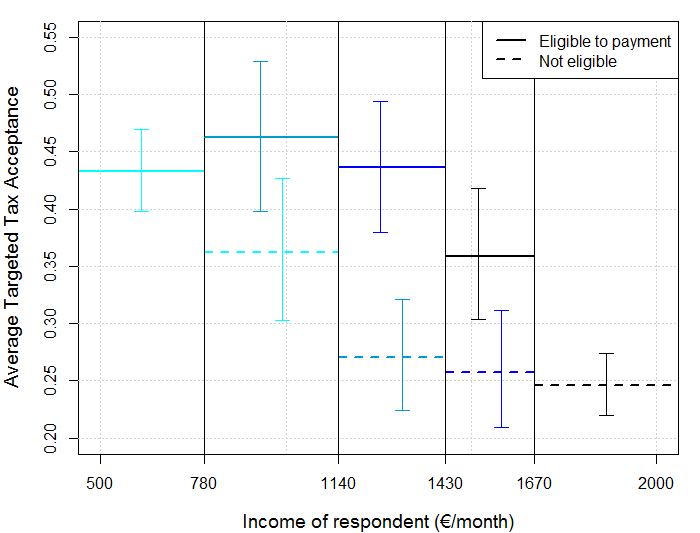 Eligible to payment
Not eligible
Average Targeted Tax Acceptance
0.55
0.50
0.45
0.40
0.35
0.30
0.25
0.20
500 780 1140 1430 1670 2000
Income of respondent (€/month)